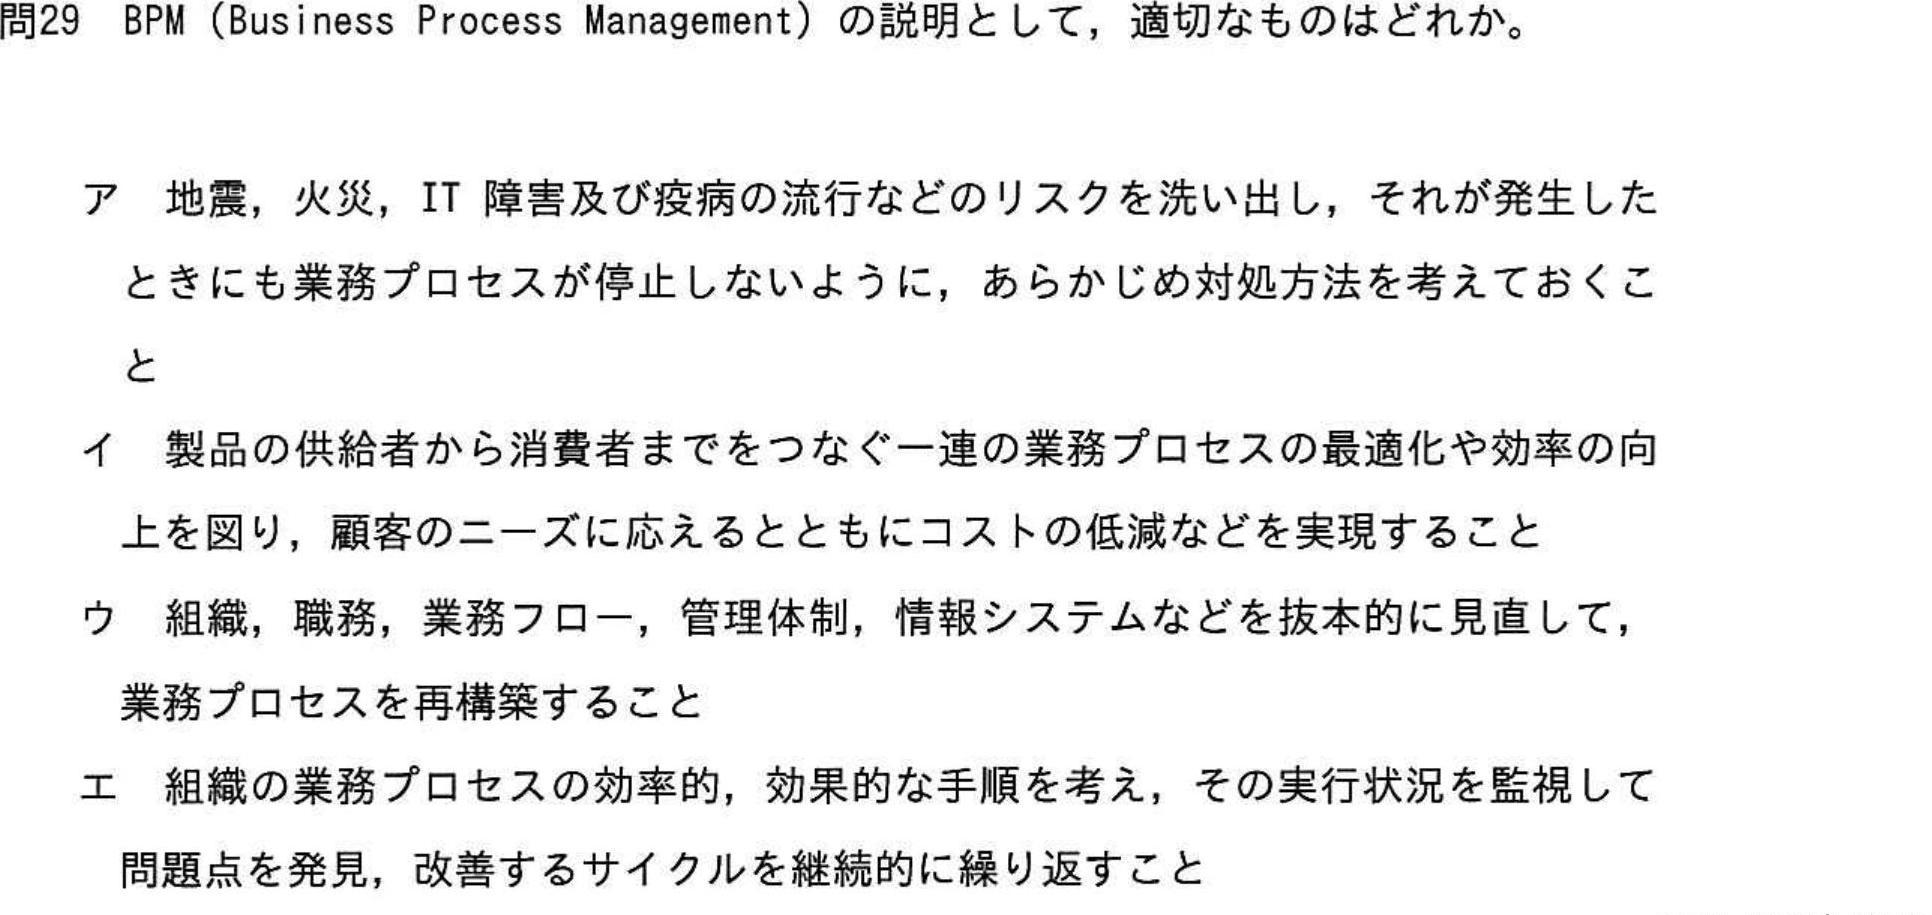 問29 BPM（Business Process Management）の説明として，適切なものはどれか。
ア 地震，火災，IT 障害及び疫病の流行などのリスクを洗い出し，それが発生した
ときにも業務プロセスが停止しないように，あらかじめ対処方法を考えておくこ
と
イ 製品の供給者から消費者までをつなぐ一連の業務プロセスの最適化や効率の向
上を図り，顧客のニーズに応えるとともにコストの低減などを実現すること
ウ 組織，職務，業務フロー，管理体制，情報システムなどを抜本的に見直して，
業務プロセスを再構築すること
エ 組織の業務プロセスの効率的，効果的な手順を考え，その実行状況を監視して
問題点を発見，改善するサイクルを継続的に繰り返すこと